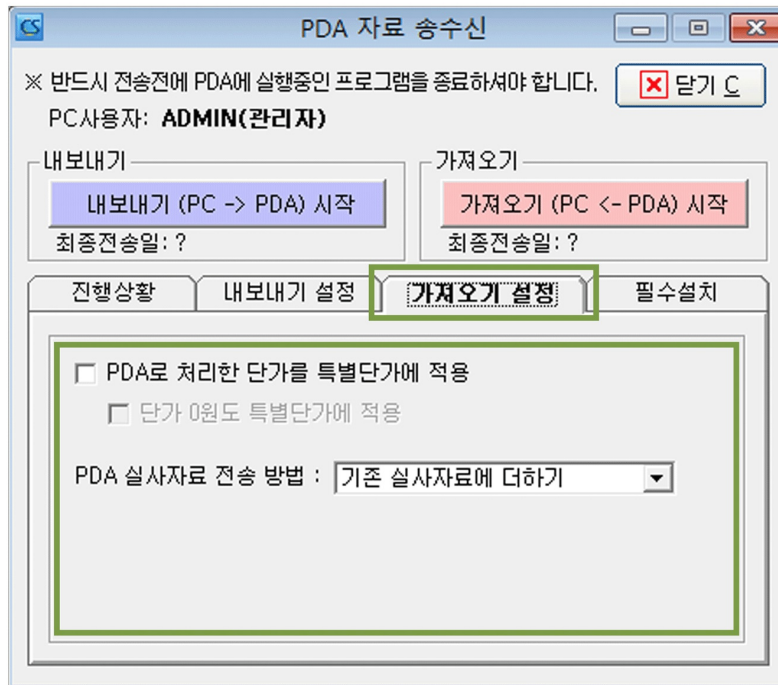 CS PDA 자료 송수신
※ 반드시 전송전에 PDA에 실행중인 프로그램을 종료하셔야 합니다.
닫기 C
PC사용자: ADMIN(관리자)
내보내기
내보내기 (PC -> PDA) 시작
최종전송일: ?
가져오기
가져오기 (PC <- PDA) 시작
최종전송일: ?
진행상황 내보내기 설정 가져오기 설정 필수설치
PDA로 처리한 단가를 특별단가에 적용
단가 0원도 특별단가에 적용
PDA 실사자료 전송 방법 : 기존 실사자료에 더하기